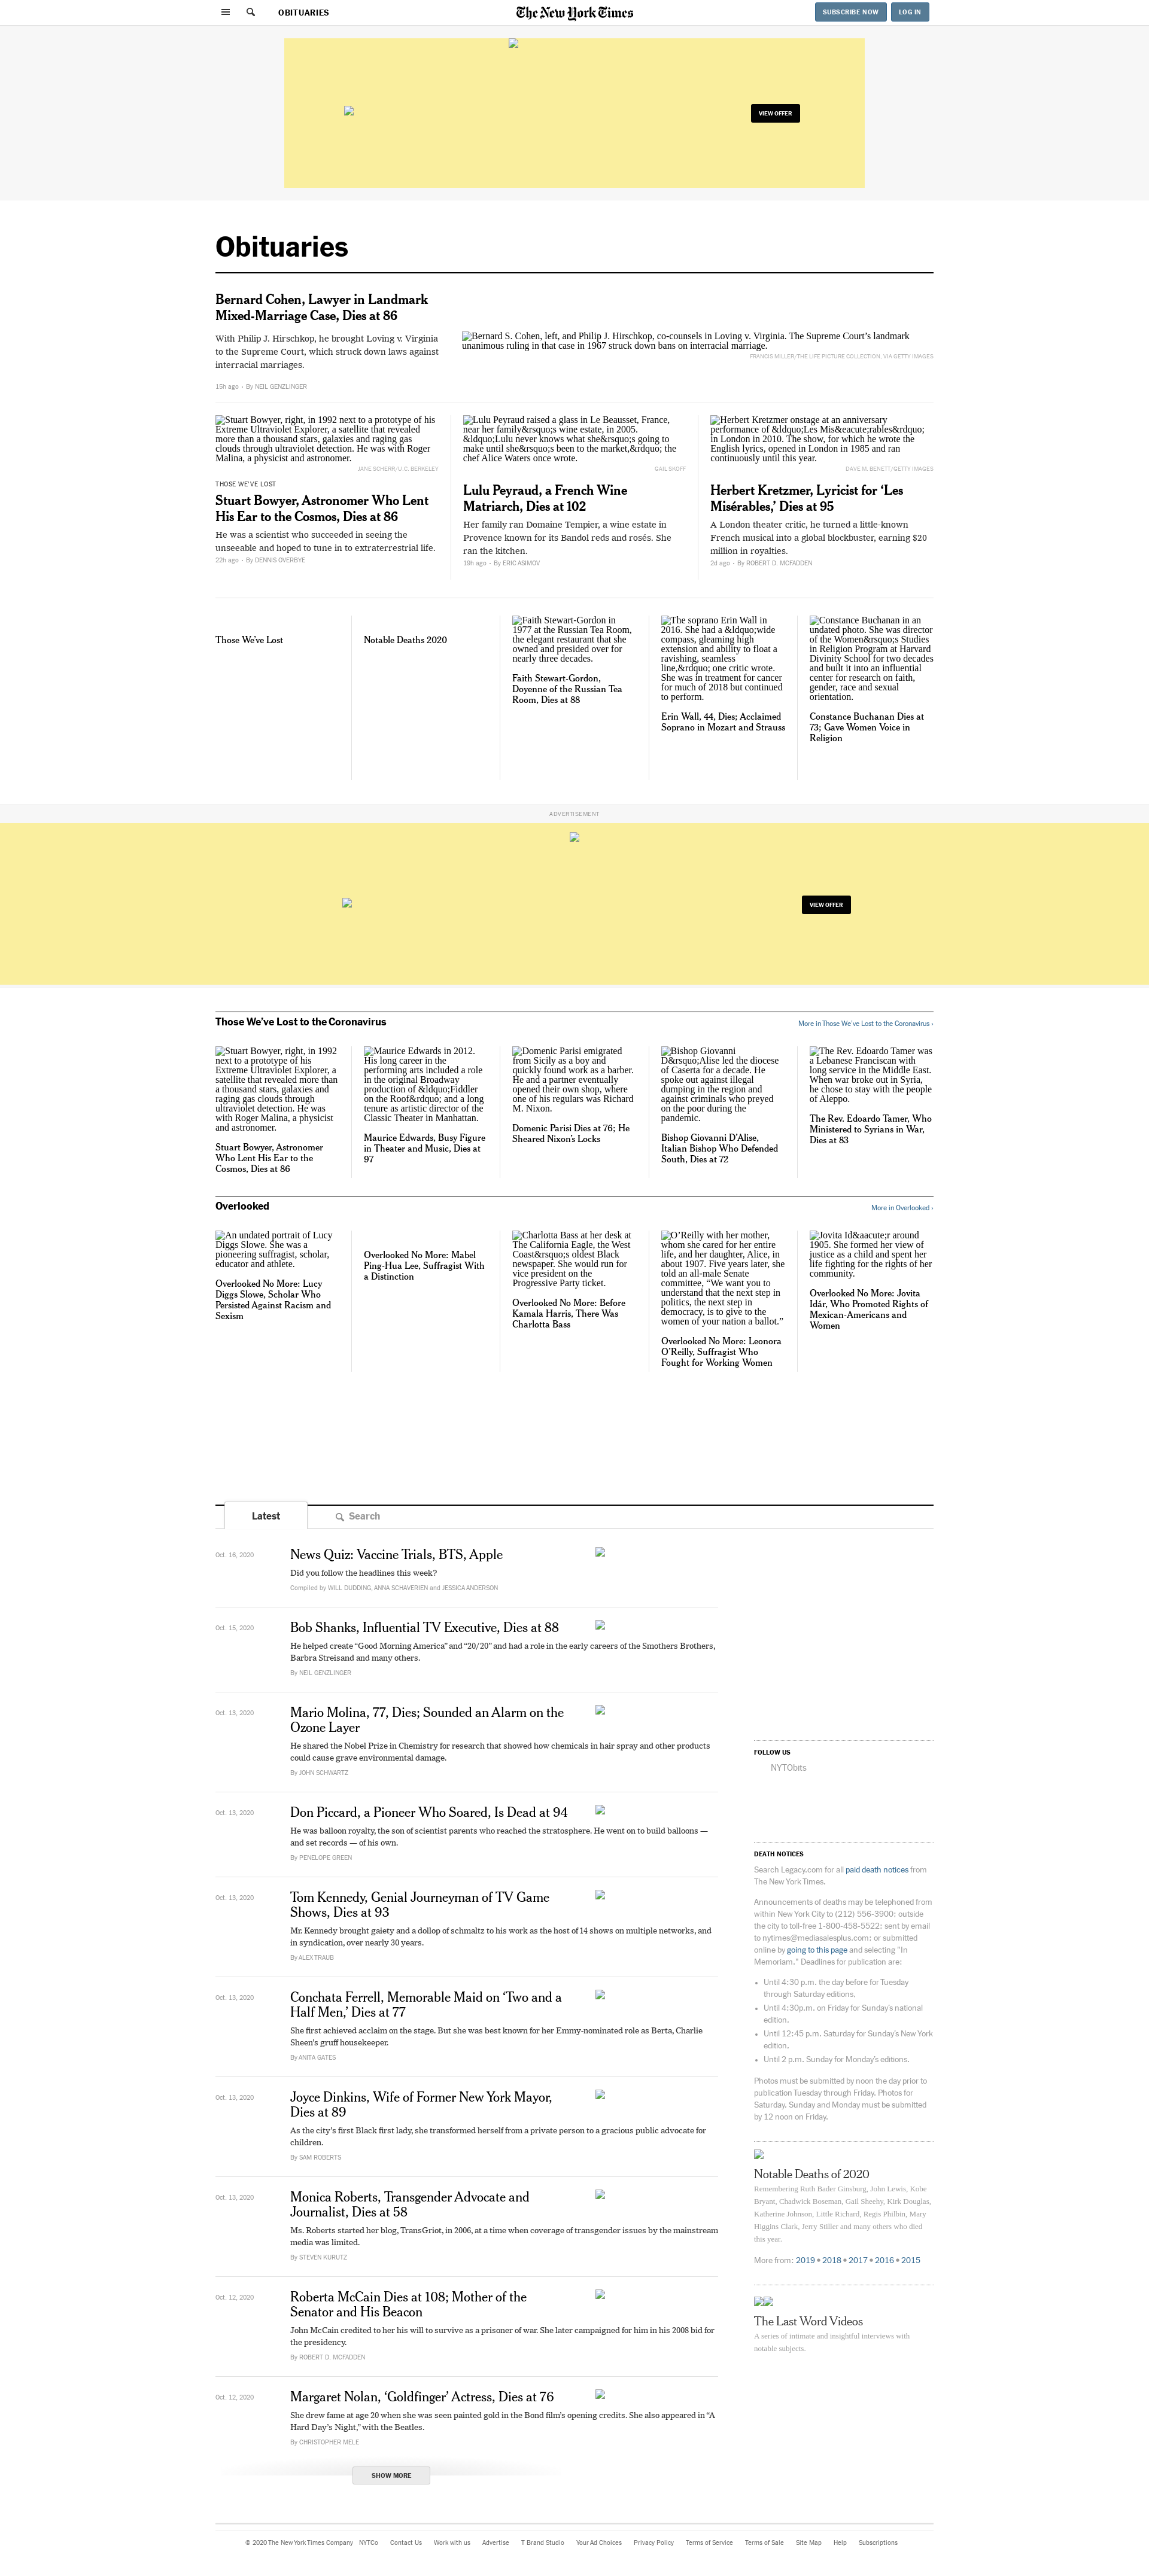 OBITUARIES
The New York Times
SUBSCRIBE NOW
LOG IN
VIEW OFFER
Obituaries
Bernard Cohen, Lawyer in Landmark
Mixed-Marriage Case, Dies at 86
With Philip J. Hirschkop, he brought Loving v. Virginia
to the Supreme Court, which struck down laws against
interracial marriages.
15h ago • By NEIL GENZLINGER
Bernard S. Cohen, left, and Philip J. Hirschkop, co-counsels in Loving v. Virginia. The Supreme Court's landmark
unanimous ruling in that case in 1967 struck down bans on interracial marriage.
FRANCIS MILLER/THE LIFE PICTURE COLLECTION, VIA GETTY IMAGES
Stuart Bowyer, right, in 1992 next to a prototype of his
Extreme Ultraviolet Explorer, a satellite that revealed
more than a thousand stars, galaxies and raging gas
clouds through ultraviolet detection. He was with Roger
Malina, a physicist and astronomer.
JANE SCHERR/U.C. BERKELEY
THOSE WE'VE LOST
Stuart Bowyer, Astronomer Who Lent
His Ear to the Cosmos, Dies at 86
He was a scientist who succeeded in seeing the
unseeable and hoped to tune in to extraterrestrial life.
22h ago • By DENNIS OVERBYE
Lulu Peyraud raised a glass in Le Beausset, France,
near her family&rsquo;s wine estate, in 2005.
&ldquo;Lulu never knows what she&rsquo;s going to
make until she&rsquo;s been to the market,&rdquo; the
chef Alice Waters once wrote.
GAIL SKOFF
Lulu Peyraud, a French Wine
Matriarch, Dies at 102
Her family ran Domaine Tempier, a wine estate in
Provence known for its Bandol reds and rosés. She
ran the kitchen.
19h ago • By ERIC ASIMOV
Herbert Kretzmer onstage at an anniversary
performance of &ldquo;Les Mis&eacute;rables&rdquo;
in London in 2010. The show, for which he wrote the
English lyrics, opened in London in 1985 and ran
continuously until this year.
DAVE M. BENETT/GETTY IMAGES
Herbert Kretzmer, Lyricist for ‘Les
Misérables,’ Dies at 95
A London theater critic, he turned a little-known
French musical into a global blockbuster, earning $20
million in royalties.
2d ago • By ROBERT D. MCFADDEN
Those We've Lost
Notable Deaths 2020
Faith Stewart-Gordon in
1977 at the Russian Tea Room,
the elegant restaurant that she
owned and presided over for
nearly three decades.
Faith Stewart-Gordon,
Doyenne of the Russian Tea
Room, Dies at 88
The soprano Erin Wall in
2016. She had a &ldquo;wide
compass, gleaming high
extension and ability to float a
ravishing, seamless
line,&rdquo; one critic wrote.
She was in treatment for cancer
for much of 2018 but continued
to perform.
Erin Wall, 44, Dies; Acclaimed
Soprano in Mozart and Strauss
Constance Buchanan in an
undated photo. She was director
of the Women&rsquo;s Studies
in Religion Program at Harvard
Divinity School for two decades
and built it into an influential
center for research on faith,
gender, race and sexual
orientation.
Constance Buchanan Dies at
73; Gave Women Voice in
Religion
ADVERTISEMENT
VIEW OFFER
Those We've Lost to the Coronavirus
More in Those We've Lost to the Coronavirus ›
Stuart Bowyer, right, in 1992
next to a prototype of his
Extreme Ultraviolet Explorer, a
satellite that revealed more than
a thousand stars, galaxies and
raging gas clouds through
ultraviolet detection. He was
with Roger Malina, a physicist
and astronomer.
Stuart Bowyer, Astronomer
Who Lent His Ear to the
Cosmos, Dies at 86
Maurice Edwards in 2012.
His long career in the
performing arts included a role
in the original Broadway
production of &ldquo;Fiddler
on the Roof&rdquo; and a long
tenure as artistic director of the
Classic Theater in Manhattan.
Maurice Edwards, Busy Figure
in Theater and Music, Dies at
97
Domenic Parisi emigrated
from Sicily as a boy and
quickly found work as a barber.
He and a partner eventually
opened their own shop, where
one of his regulars was Richard
M. Nixon.
Domenic Parisi Dies at 76; He
Sheared Nixon's Locks
Bishop Giovanni
D&rsquo;Alise led the diocese
of Caserta for a decade. He
spoke out against illegal
dumping in the region and
against criminals who preyed
on the poor during the
pandemic.
Bishop Giovanni D'Alise,
Italian Bishop Who Defended
South, Dies at 72
The Rev. Edoardo Tamer was
a Lebanese Franciscan with
long service in the Middle East.
When war broke out in Syria,
he chose to stay with the people
of Aleppo.
The Rev. Edoardo Tamer, Who
Ministered to Syrians in War,
Dies at 83
Overlooked
More in Overlooked ›
An undated portrait of Lucy
Diggs Slowe. She was a
pioneering suffragist, scholar,
educator and athlete.
Overlooked No More: Lucy
Diggs Slowe, Scholar Who
Persisted Against Racism and
Sexism
Overlooked No More: Mabel
Ping-Hua Lee, Suffragist With
a Distinction
Charlotta Bass at her desk at
The California Eagle, the West
Coast&rsquo;s oldest Black
newspaper. She would run for
vice president on the
Progressive Party ticket.
Overlooked No More: Before
Kamala Harris, There Was
Charlotta Bass
O'Reilly with her mother,
whom she cared for her entire
life, and her daughter, Alice, in
about 1907. Five years later, she
told an all-male Senate
committee, “We want you to
understand that the next step in
politics, the next step in
democracy, is to give to the
women of your nation a ballot.”
Overlooked No More: Leonora
O'Reilly, Suffragist Who
Fought for Working Women
Jovita Id&aacute;r around
1905. She formed her view of
justice as a child and spent her
life fighting for the rights of her
community.
Overlooked No More: Jovita
Idár, Who Promoted Rights of
Mexican-Americans and
Women
Latest
Search
Oct. 16, 2020
News Quiz: Vaccine Trials, BTS, Apple
Did you follow the headlines this week?
Compiled by WILL DUDDING, ANNA SCHAVERIEN and JESSICA ANDERSON
Oct. 15, 2020
Bob Shanks, Influential TV Executive, Dies at 88
He helped create “Good Morning America” and “20/20” and had a role in the early careers of the Smothers Brothers,
Barbra Streisand and many others.
By NEIL GENZLINGER
Oct. 13, 2020
Mario Molina, 77, Dies; Sounded an Alarm on the
Ozone Layer
He shared the Nobel Prize in Chemistry for research that showed how chemicals in hair spray and other products
could cause grave environmental damage.
By JOHN SCHWARTZ
Oct. 13, 2020
Don Piccard, a Pioneer Who Soared, Is Dead at 94
He was balloon royalty, the son of scientist parents who reached the stratosphere. He went on to build balloons —
and set records — of his own.
By PENELOPE GREEN
Oct. 13, 2020
Tom Kennedy, Genial Journeyman of TV Game
Shows, Dies at 93
Mr. Kennedy brought gaiety and a dollop of schmaltz to his work as the host of 14 shows on multiple networks, and
in syndication, over nearly 30 years.
By ALEX TRAUB
Oct. 13, 2020
Conchata Ferrell, Memorable Maid on ‘Two and a
Half Men,’ Dies at 77
She first achieved acclaim on the stage. But she was best known for her Emmy-nominated role as Berta, Charlie
Sheen's gruff housekeeper.
By ANITA GATES
Oct. 13, 2020
Joyce Dinkins, Wife of Former New York Mayor,
Dies at 89
As the city's first Black first lady, she transformed herself from a private person to a gracious public advocate for
children.
By SAM ROBERTS
Oct. 13, 2020
Monica Roberts, Transgender Advocate and
Journalist, Dies at 58
Ms. Roberts started her blog, TransGriot, in 2006, at a time when coverage of transgender issues by the mainstream
media was limited.
By STEVEN KURUTZ
Oct. 12, 2020
Roberta McCain Dies at 108; Mother of the
Senator and His Beacon
John McCain credited to her his will to survive as a prisoner of war. She later campaigned for him in his 2008 bid for
the presidency.
By ROBERT D. MCFADDEN
Oct. 12, 2020
Margaret Nolan, ‘Goldfinger’ Actress, Dies at 76
She drew fame at age 20 when she was seen painted gold in the Bond film's opening credits. She also appeared in “A
Hard Day's Night,” with the Beatles.
By CHRISTOPHER MELE
SHOW MORE
FOLLOW US
NYTObits
DEATH NOTICES
Search Legacy.com for all paid death notices from
The New York Times.
Announcements of deaths may be telephoned from
within New York City to (212) 556-3900; outside
the city to toll-free 1-800-458-5522; sent by email
to nytimes@mediasalesplus.com; or submitted
online by going to this page and selecting "In
Memoriam." Deadlines for publication are:
• Until 4:30 p.m. the day before for Tuesday
through Saturday editions.
• Until 4:30p.m. on Friday for Sunday's national
edition.
• Until 12:45 p.m. Saturday for Sunday's New York
edition.
• Until 2 p.m. Sunday for Monday's editions.
Photos must be submitted by noon the day prior to
publication Tuesday through Friday. Photos for
Saturday, Sunday and Monday must be submitted
by 12 noon on Friday.
Notable Deaths of 2020
Remembering Ruth Bader Ginsburg, John Lewis, Kobe
Bryant, Chadwick Boseman, Gail Sheehy, Kirk Douglas,
Katherine Johnson, Little Richard, Regis Philbin, Mary
Higgins Clark, Jerry Stiller and many others who died
this year.
More from: 2019 • 2018 • 2017 • 2016 • 2015
The Last Word Videos
A series of intimate and insightful interviews with
notable subjects.
© 2020 The New York Times Company NYTCo Contact Us Work with us Advertise T Brand Studio Your Ad Choices Privacy Policy Terms of Service Terms of Sale Site Map Help Subscriptions